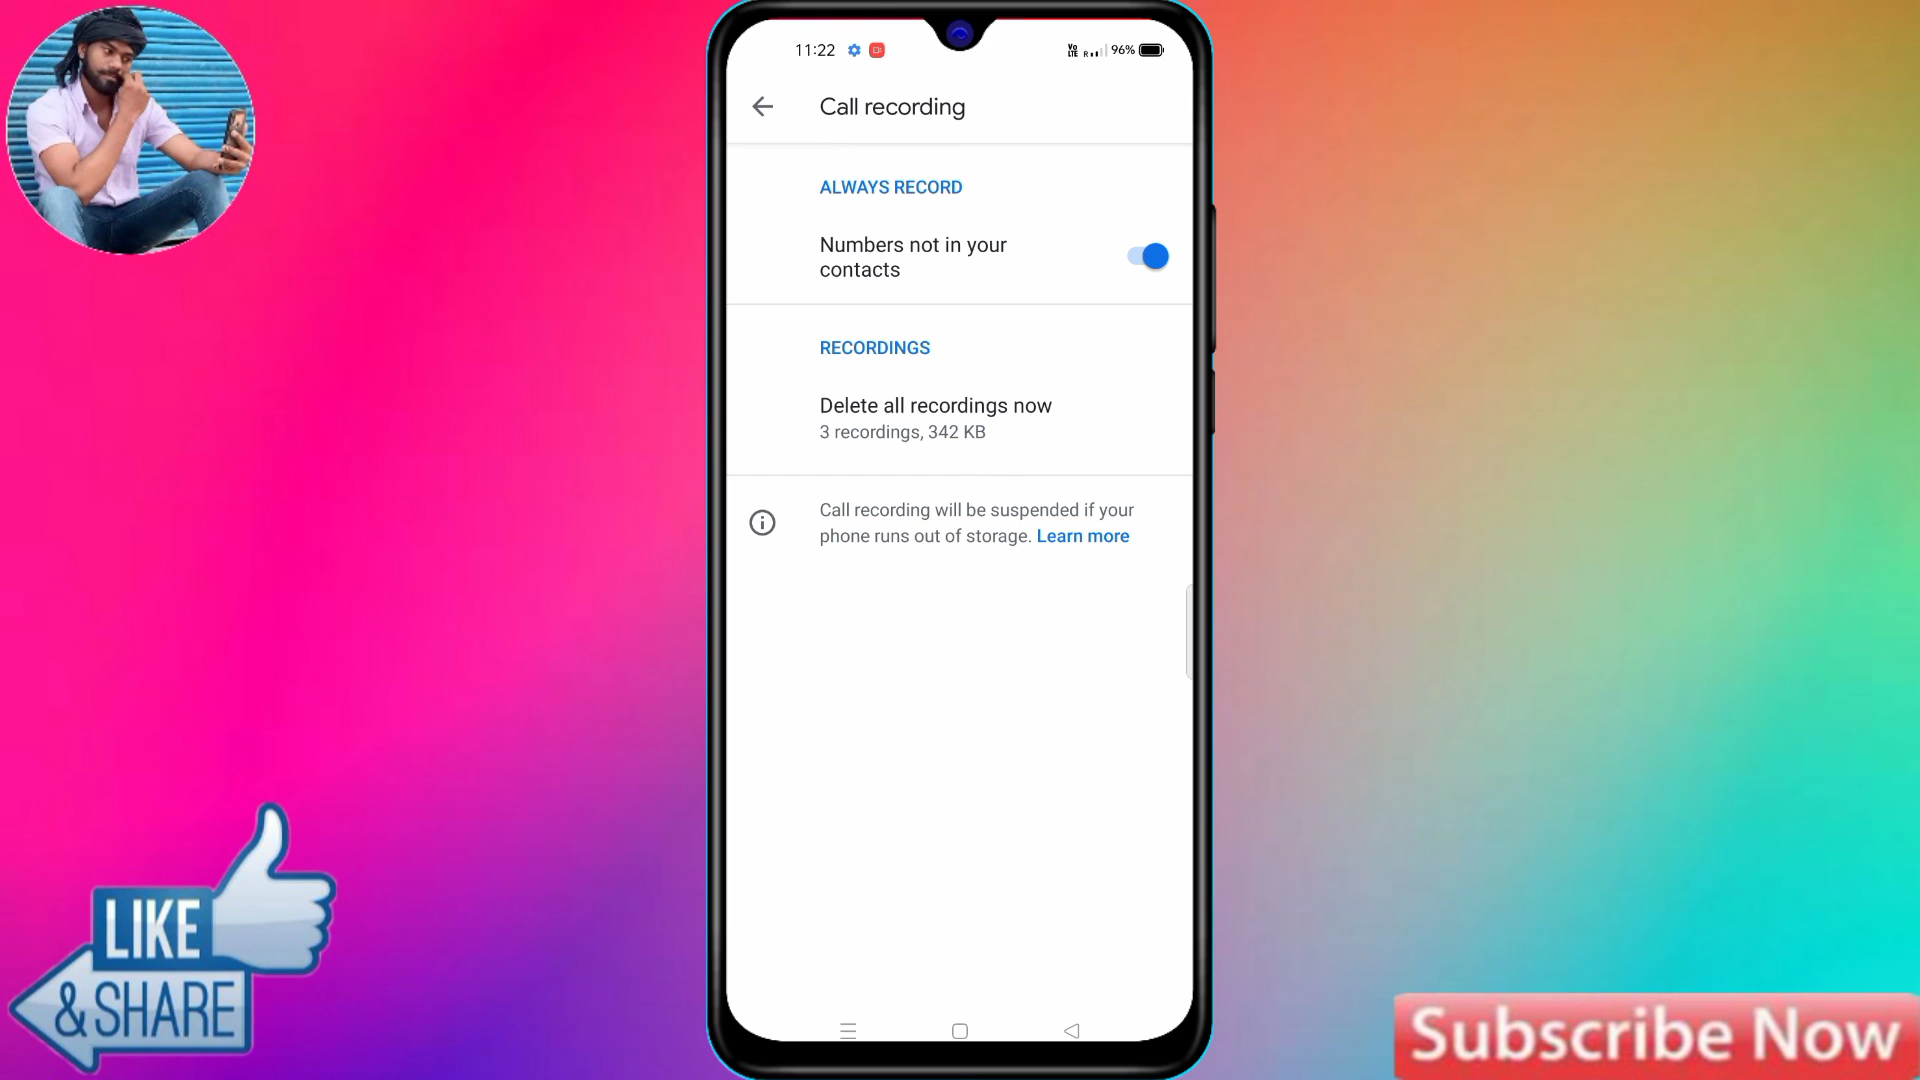 11:22
Vo
LTE R 96%
Call recording
ALWAYS RECORD
Numbers not in your
contacts
RECORDINGS
Delete all recordings now
3 recordings, 342 KB
Call recording will be suspended if your
phone runs out of storage. Learn more
LIKE
& SHARE
Subscribe Now